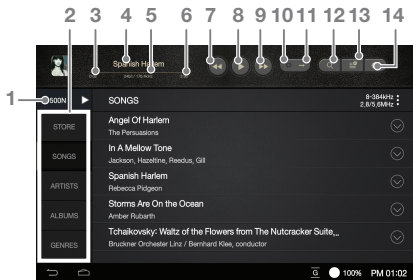 2 3 4 5 6 7 8 9 10 11 12 13 14
Spanish Harlem
1
500N
SONGS
8-384kHz
2,8/5,6MHz
STORE
Angel Of Harlem
The Persuasions
SONGS
In A Mellow Tone
Jackson, Hazeltine, Reedus, Gill
ARTISTS
Spanish Harlem
Rebecca Pidgeon
ALBUMS
Storms Are On the Ocean
Amber Rubarth
GENRES
Tchaikovsky: Waltz of the Flowers from The Nutcracker Suite,,,
Bruckner Orchester Linz / Bernhard Klee, conductor
G 100% PM 01:02